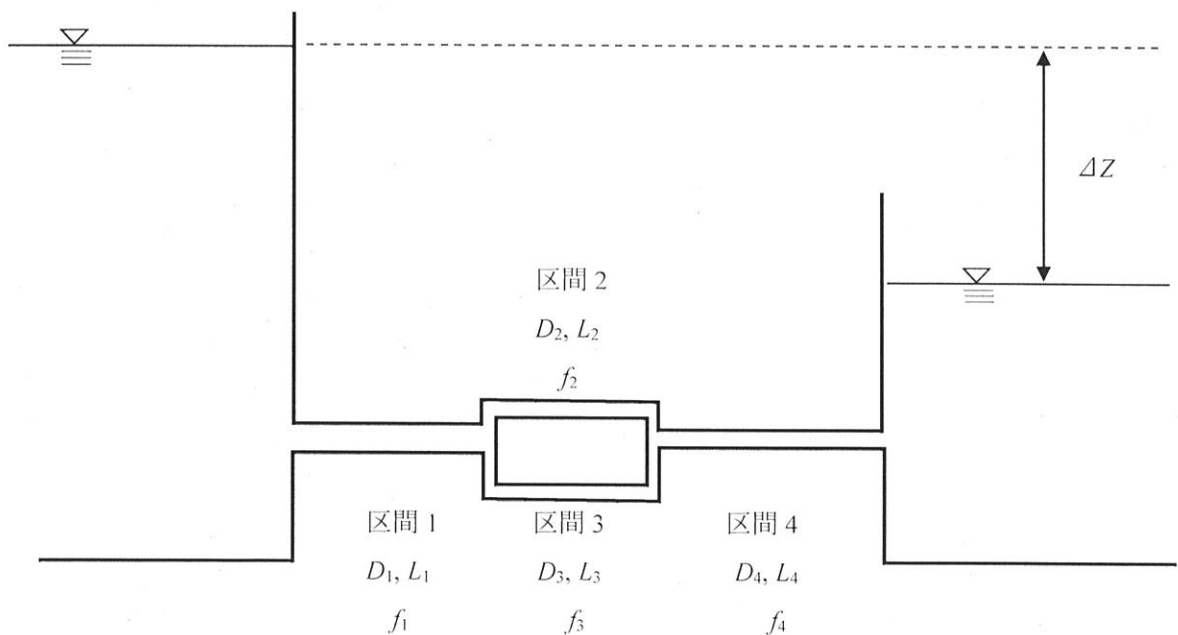 ΔZ
区間 2
D₂, L₂
f₂
区間 1
D₁, L₁
f₁
区間 3
D₃, L₃
f₃
区間 4
D₄, L₄
f₄